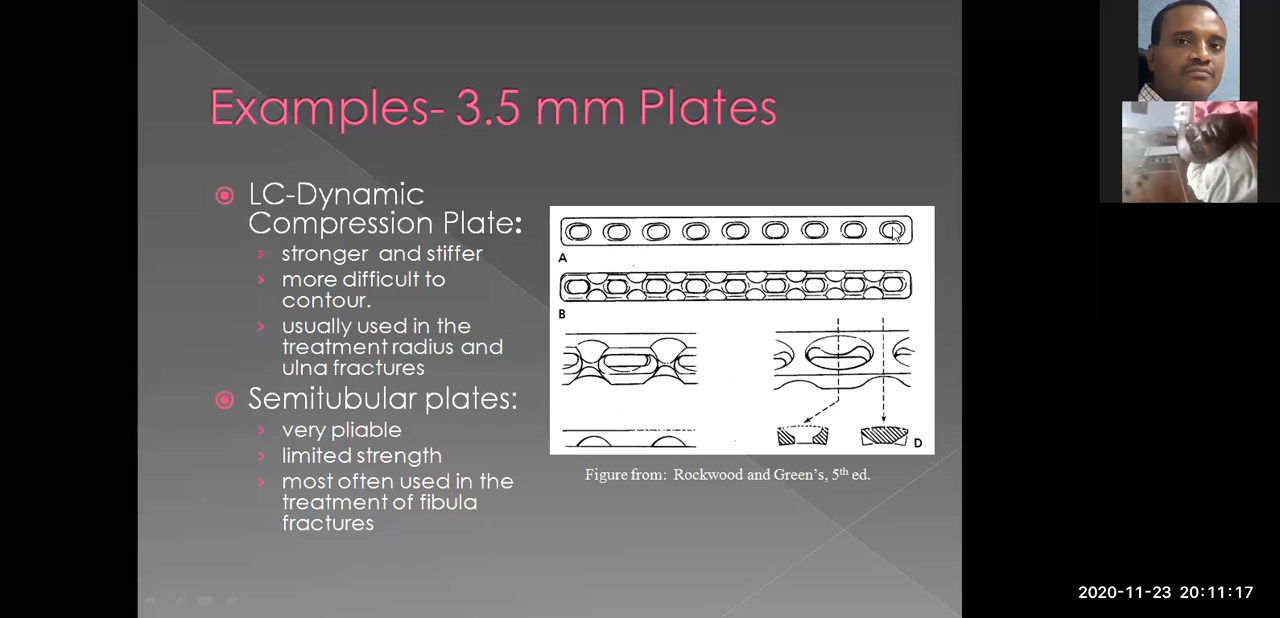 Examples- 3.5 mm Plates
LC-Dynamic
Compression Plate:
stronger and stiffer
more difficult to
contour.
usually used in the
treatment radius and
ulna fractures
Semitubular plates:
very pliable
limited strength
most often used in the
treatment of fibula
fractures
A
B
D
Figure from: Rockwood and Green's, 5th ed.
2020-11-23 20:11:17